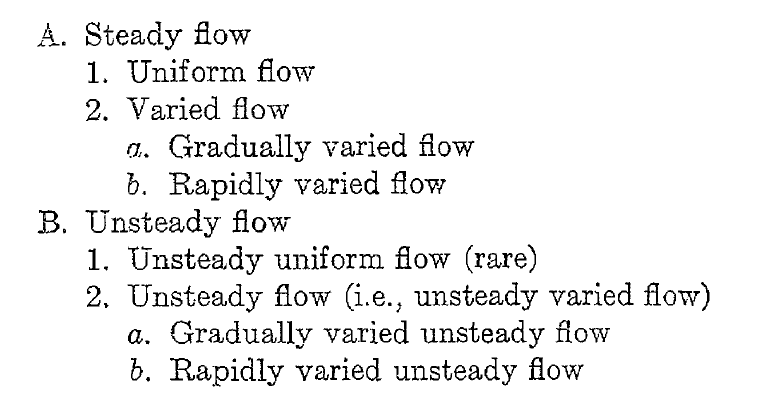 A. Steady flow
1. Uniform flow
2. Varied flow
a. Gradually varied flow
b. Rapidly varied flow
B. Unsteady flow
1. Unsteady uniform flow (rare)
2. Unsteady flow (i.e., unsteady varied flow)
a. Gradually varied unsteady flow
b. Rapidly varied unsteady flow